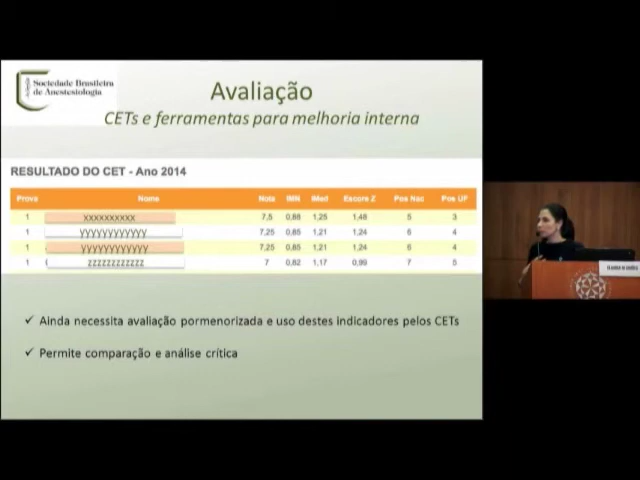 Sociedade Brasileira
de Anestesiologia
Avaliação
CETs e ferramentas para melhoria interna
RESULTADO DO CET - Ano 2014
Prova Nome Nota IMN IMed Escore Z Pos Nac Pos UF
1 xxxxxxxxxx 7,5 0,88 1,25 1,48 5 3
1 yyyyyyyyyyyy 7,25 0,85 1,21 1,24 6 4
1 yyyyyyyyyyyy 7,25 0,85 1,21 1,24 6 4
1 zzzzzzzzzzzz 7 0,82 1,17 0,99 7 5
✓ Ainda necessita avaliação pormenorizada e uso destes indicadores pelos CETs
✓ Permite comparação e análise crítica